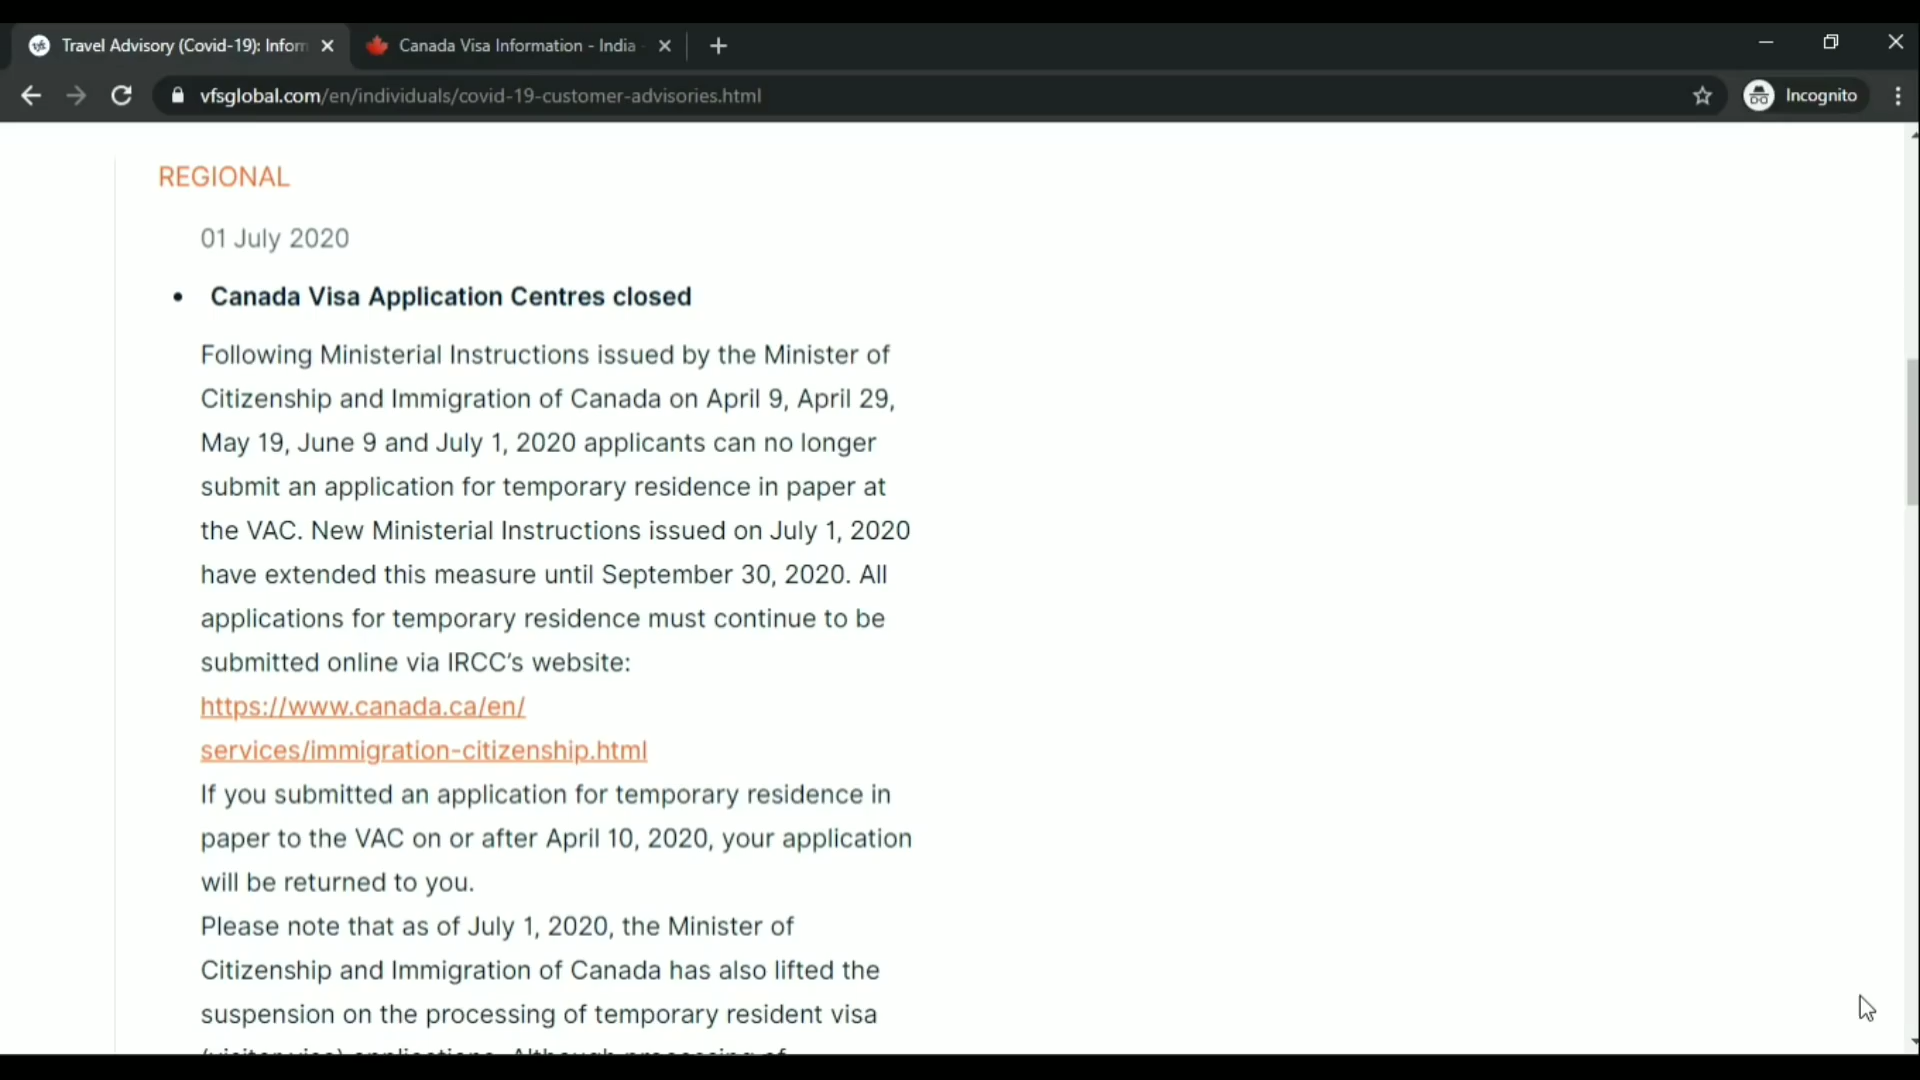 Travel Advisory (Covid-19): Inforn
Canada Visa Information - India
vfsglobal.com/en/individuals/covid-19-customer-advisories.html
Incognito
REGIONAL
01 July 2020
• Canada Visa Application Centres closed
Following Ministerial Instructions issued by the Minister of
Citizenship and Immigration of Canada on April 9, April 29,
May 19, June 9 and July 1, 2020 applicants can no longer
submit an application for temporary residence in paper at
the VAC. New Ministerial Instructions issued on July 1, 2020
have extended this measure until September 30, 2020. All
applications for temporary residence must continue to be
submitted online via IRCC’s website:
https://www.canada.ca/en/
services/immigration-citizenship.html
If you submitted an application for temporary residence in
paper to the VAC on or after April 10, 2020, your application
will be returned to you.
Please note that as of July 1, 2020, the Minister of
Citizenship and Immigration of Canada has also lifted the
suspension on the processing of temporary resident visa